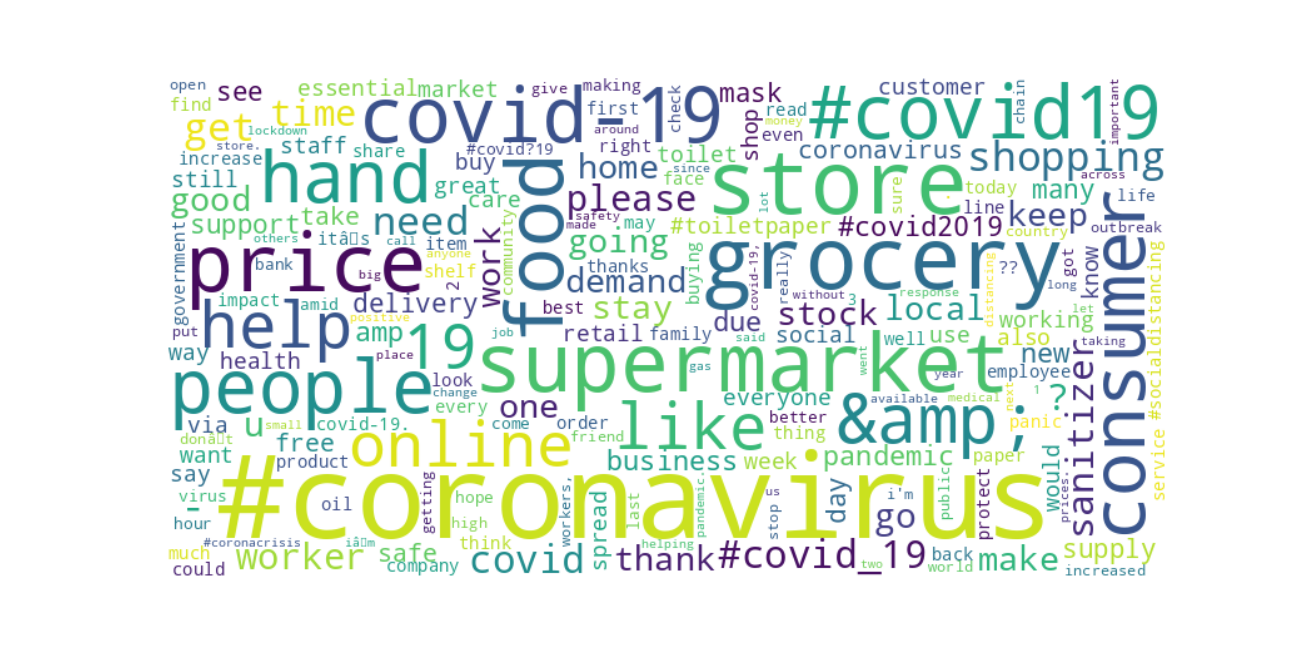 open see essential market give making check mask customer chain important
find get time covid-19 first shop read #covid19
lockdown around money even
store. staff share #covid?19 right toilet coronavirus shopping
increase hand buy home store across
still great face since today many life
good care please lot sure
support take need food safety made may #toiletpaper line #covid2019 keep country outbreak
government others itâs call item community going grocery consumer
price bank big anyone shelf work thanks demand buying covid-19, really ?? got know long
impact amid delivery 2 best stay without 3 response distancing
put help positive amp 19 job retail family due stock local working let
way health place supermarket said social well use also taking
people look change gas went year new employee
every one everyone available medical next 1 sanitizer #socialdistancing
via u small covid-19. come order like better &amp; ? panic service
donât want free online friend thing
say product business week pandemic paper would
virus - oil #coronavirus us i'm public protect prices.
hour getting hope high last workers, spread pandemic. stop day go
#coronacrisis iâm think helping
much worker safe covid thank #covid_19 back make supply
could company two world increased